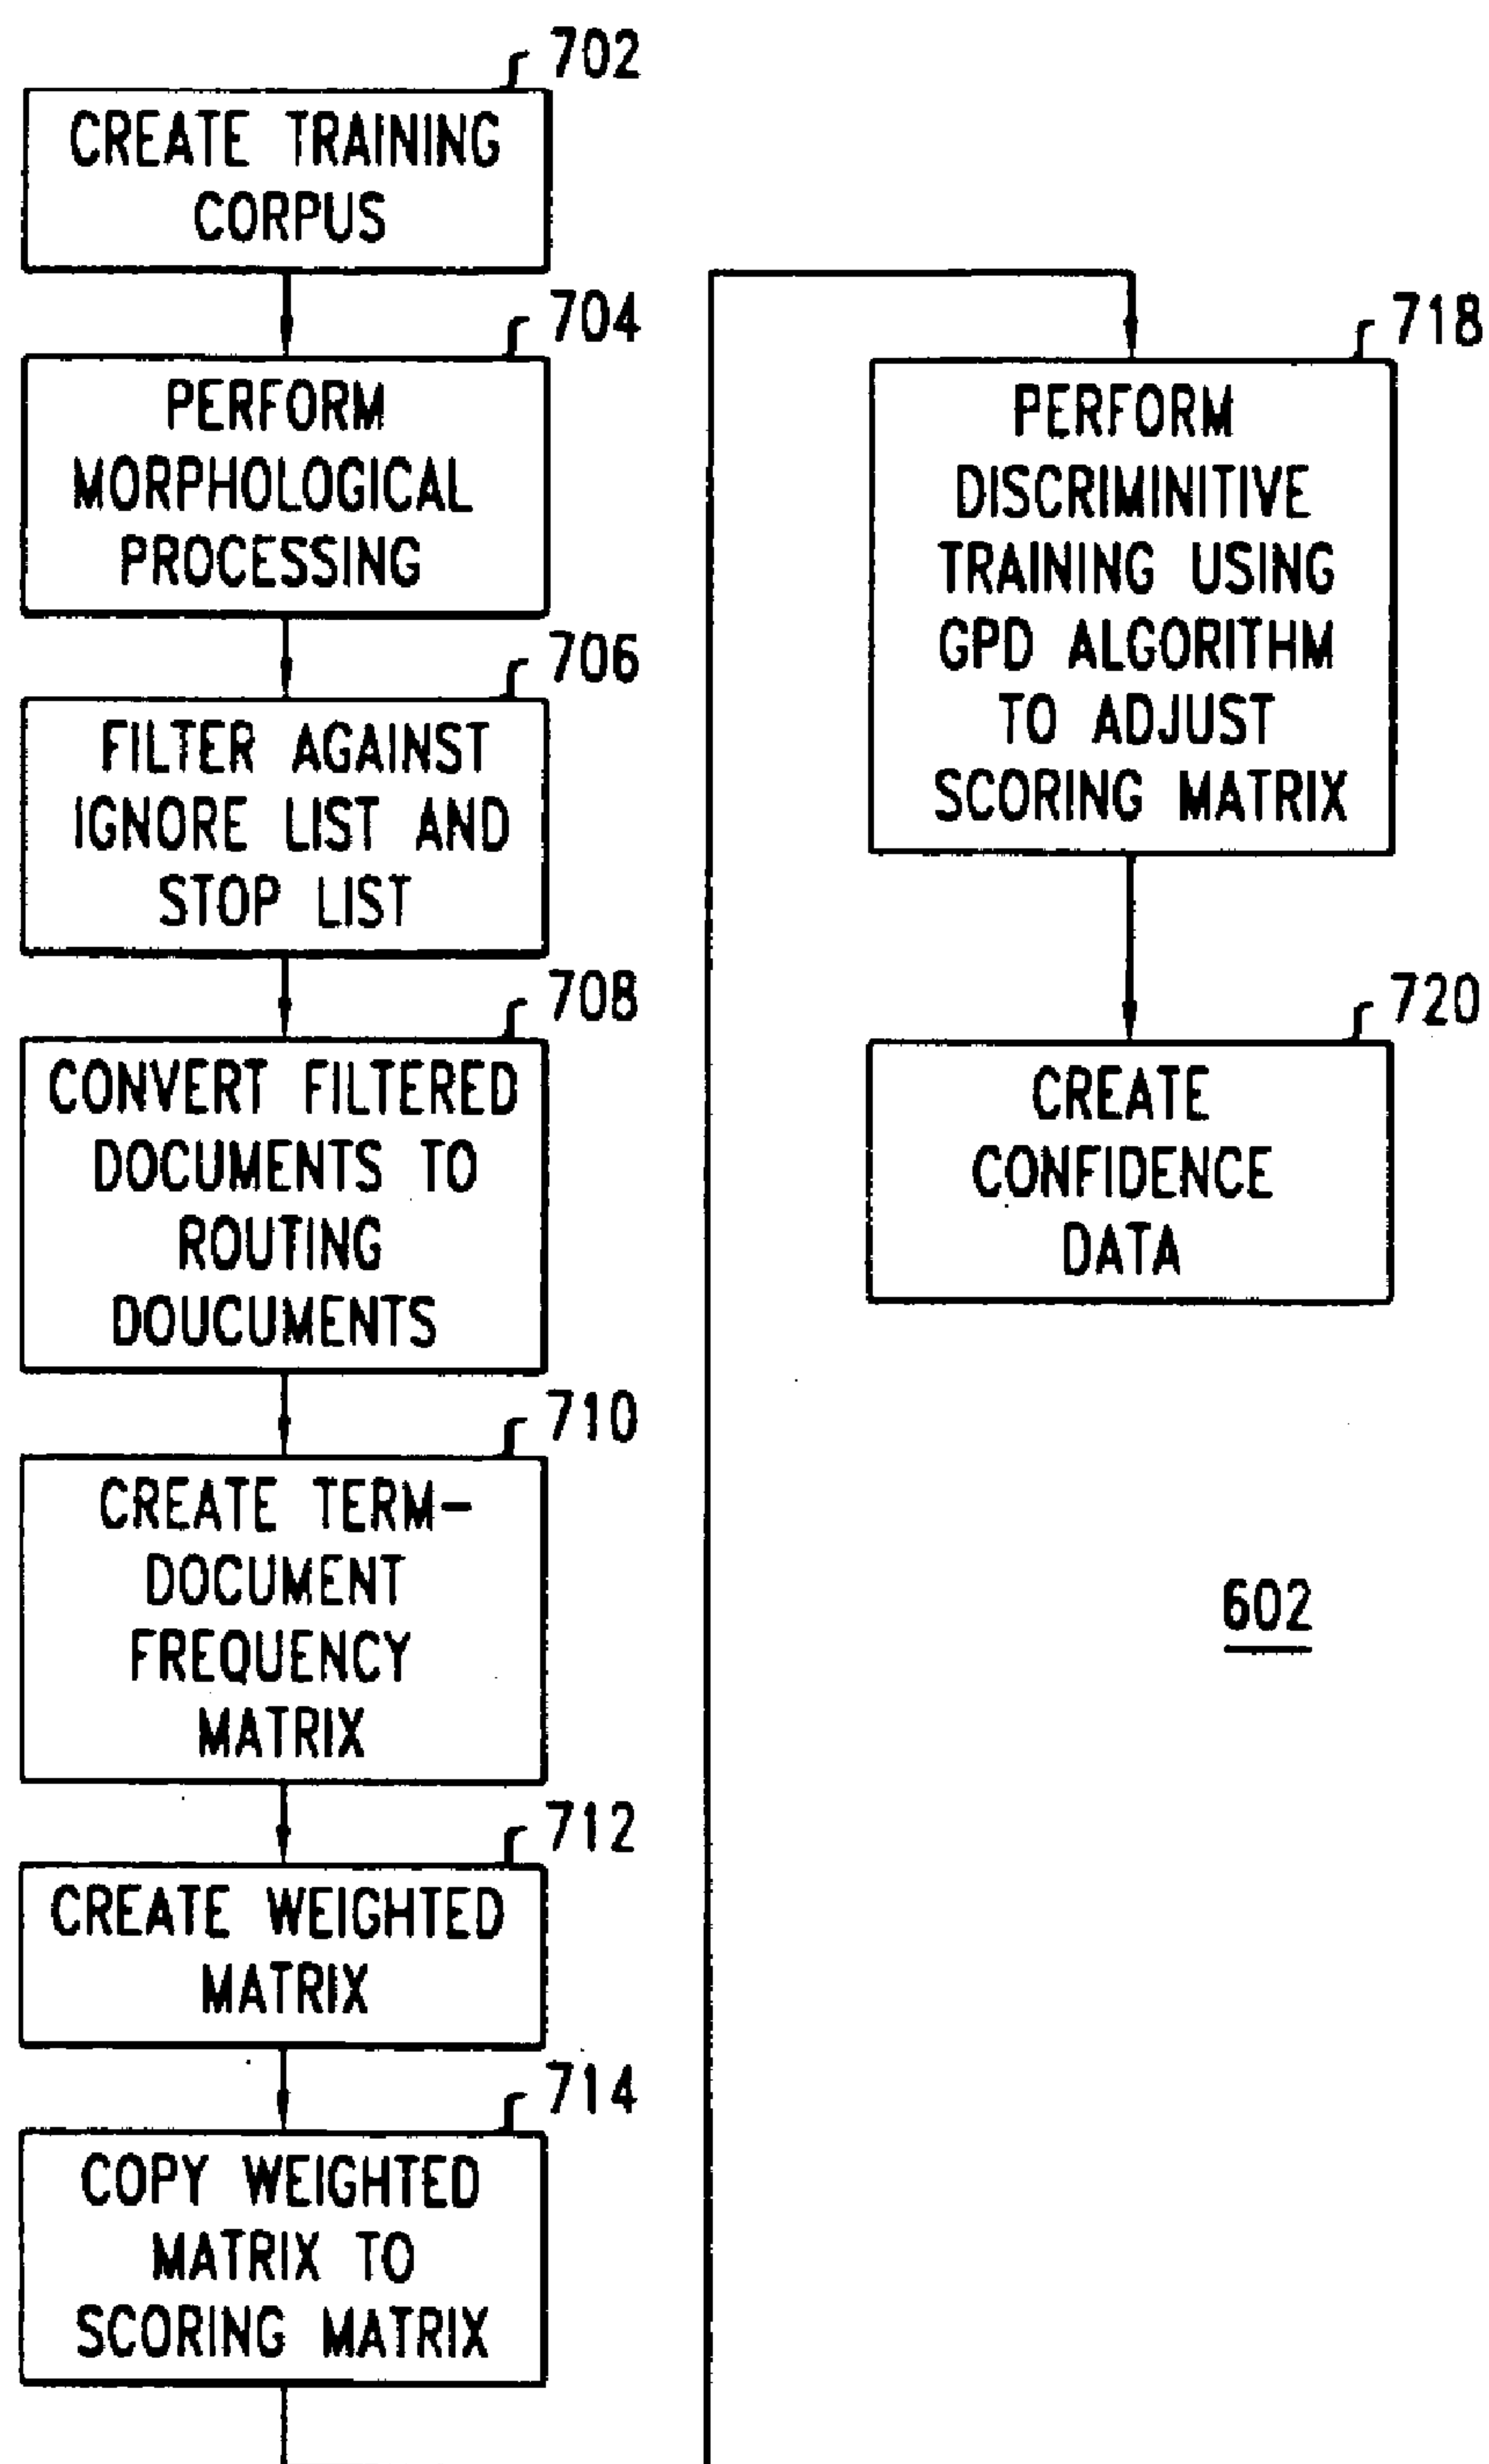 702
CREATE TRAINING
CORPUS
704
PERFORM
MORPHOLOGICAL
PROCESSING
706
FILTER AGAINST
IGNORE LIST AND
STOP LIST
708
CONVERT FILTERED
DOCUMENTS TO
ROUTING
DOUCUMENTS
710
CREATE TERM-
DOCUMENT
FREQUENCY
MATRIX
712
CREATE WEIGHTED
MATRIX
714
COPY WEIGHTED
MATRIX TO
SCORING MATRIX
718
PERFORM
DISCRIMINITIVE
TRAINING USING
GPD ALGORITHM
TO ADJUST
SCORING MATRIX
720
CREATE
CONFIDENCE
DATA
602